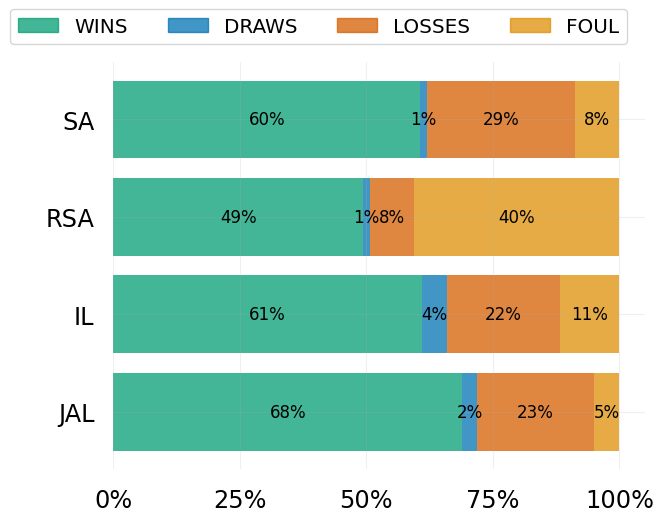 WINS DRAWS LOSSES FOUL
SA 60% 1% 29% 8%
RSA 49% 1% 8% 40%
IL 61% 4% 22% 11%
JAL 68% 2% 23% 5%
0% 25% 50% 75% 100%